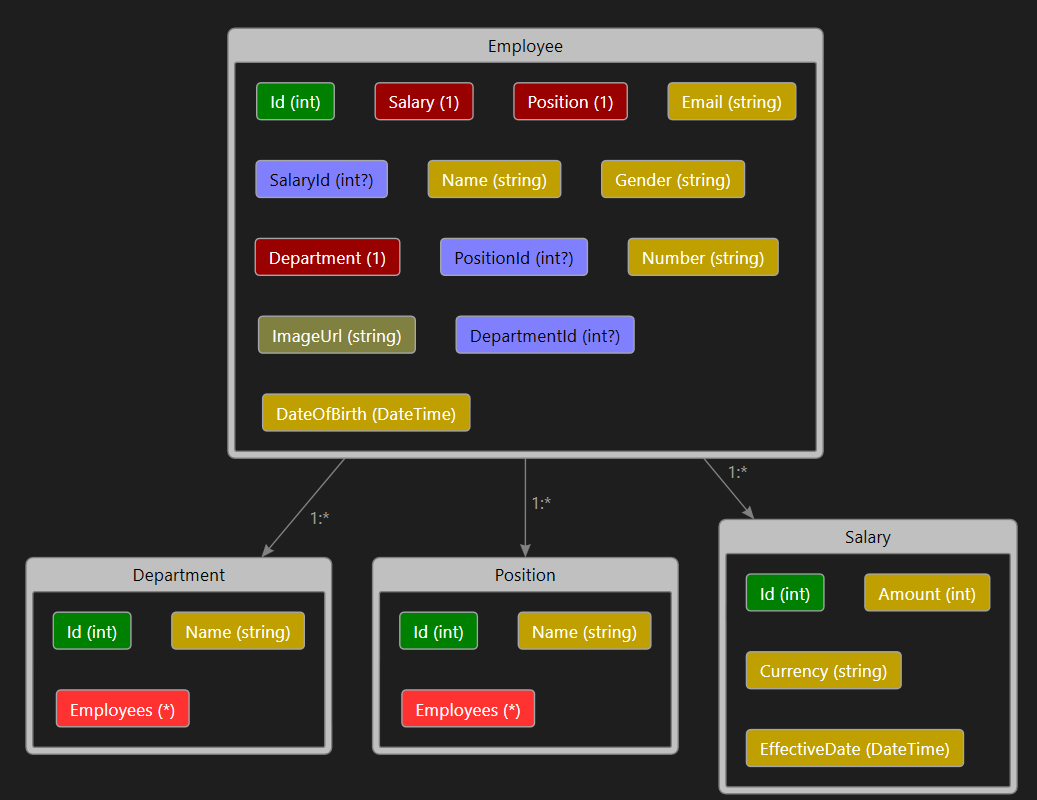 Employee
Id (int) Salary (1) Position (1) Email (string)
SalaryId (int?) Name (string) Gender (string)
Department (1) PositionId (int?) Number (string)
ImageUrl (string) DepartmentId (int?)
DateOfBirth (DateTime)
1:*
1:*
1:*
Department
Id (int) Name (string)
Employees (*)
Position
Id (int) Name (string)
Employees (*)
Salary
Id (int) Amount (int)
Currency (string)
EffectiveDate (DateTime)